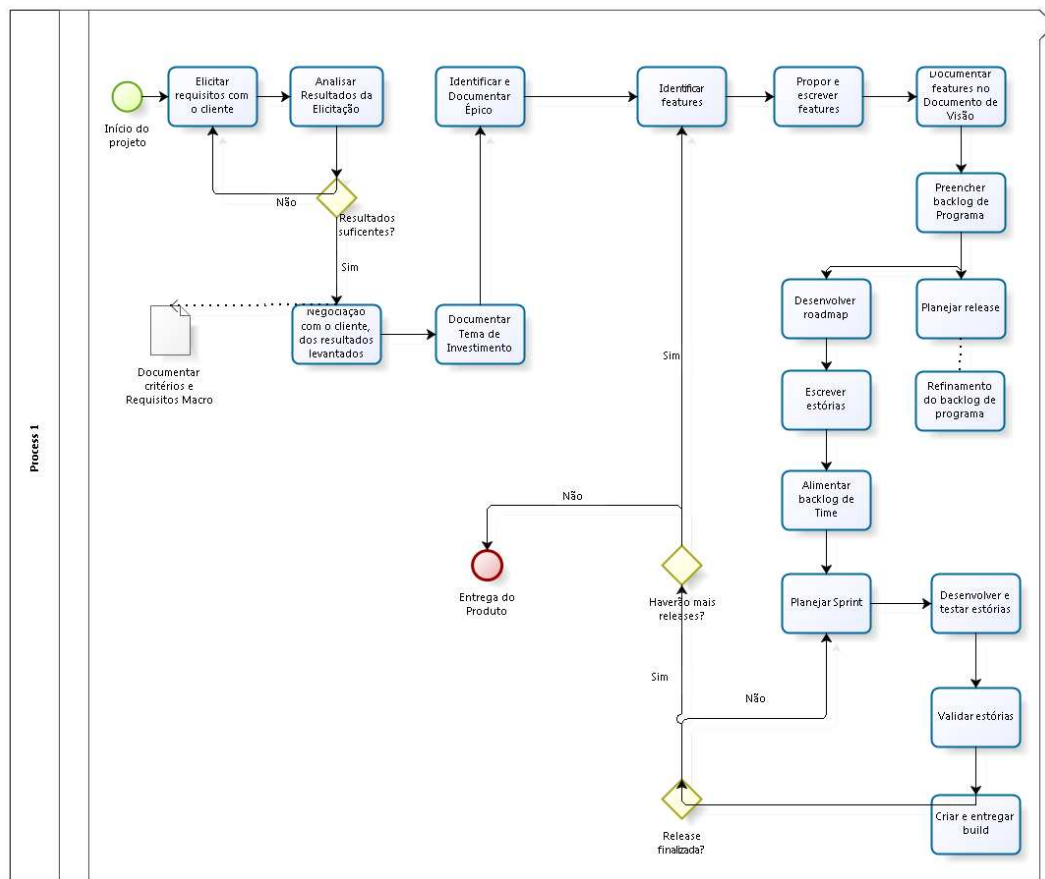 Process 1
Início do
projeto
Elicitar
requisitos com
o cliente
Analisar
Resultados da
Elicitação
Identificar e
Documentar
Épico
Identificar
features
Propor e
escrever
features
Documentar
features no
Documento de
Visão
Não
Resultados
suficentes?
Preencher
backlog de
Programa
Sim
Documentar
critérios e
Requisitos Macro
Negociação
com o cliente,
dos resultados
levantados
Documentar
Tema de
Investimento
Desenvolver
roadmap
Planejar release
Sim
Escrever
estórias
Refinamento
do backlog de
programa
Alimentar
backlog de
Time
Não
Entrega do
Produto
Haverão mais
releases?
Planejar Sprint
Desenvolver e
testar estórias
Sim
Não
Validar estórias
Release
finalizada?
Criar e entregar
build